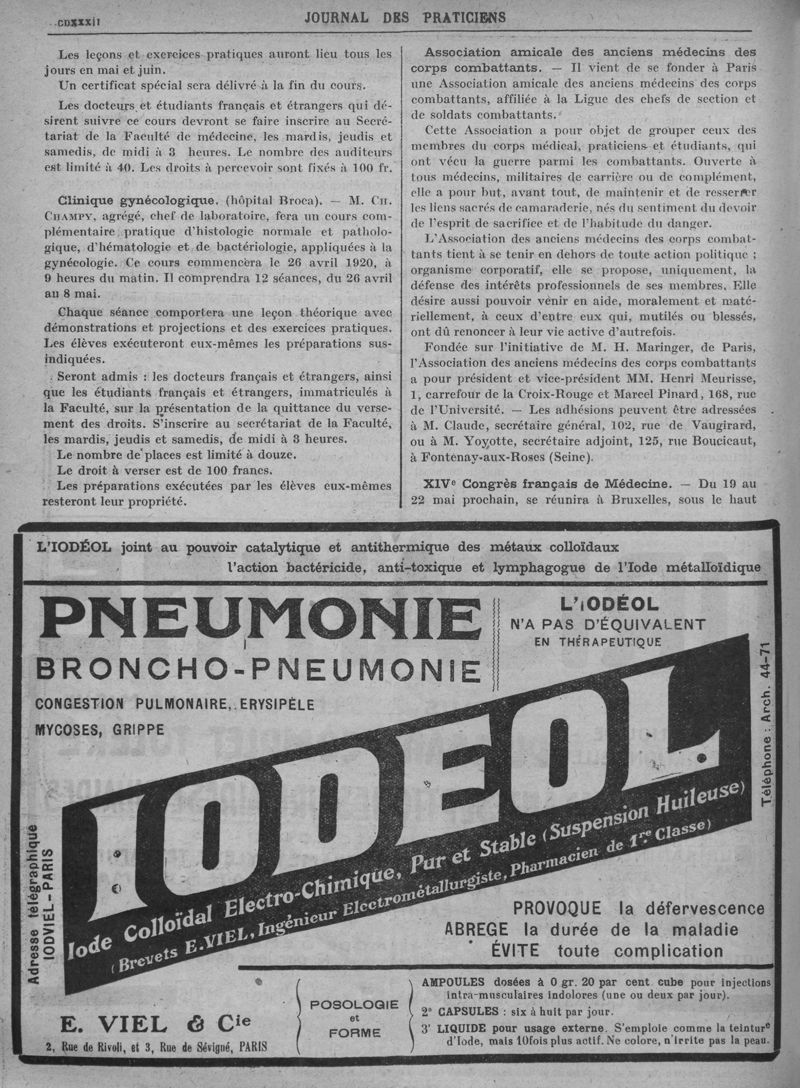 CDXXXII
JOURNAL DES PRATICIENS
Les leçons et exercices pratiques auront lieu tous les
jours en mai et juin.
Un certificat spécial sera délivré à la fin du cours.
Les docteurs et étudiants français et étrangers qui dé-
sirent suivre ce cours devront se faire inscrire au Secré-
tariat de la Faculté de médecine, les mardis, jeudis et
samedis, de midi à 3 heures. Le nombre des auditeurs
est limité à 40. Les droits à percevoir sont fixés à 100 fr.
Clinique gynécologique. (hôpital Broca). — M. CH.
CHAMPY, agrégé, chef de laboratoire, fera un cours com-
plémentaire pratique d'histologie normale et patholo-
gique, d'hématologie et de bactériologie, appliquées à la
gynécologie. Ce cours commencera le 26 avril 1920, à
9 heures du matin. Il comprendra 12 séances, du 26 avril
au 8 mai.
Chaque séance comportera une leçon théorique avec
démonstrations et projections et des exercices pratiques.
Les élèves exécuteront eux-mêmes les préparations sus-
indiquées.
Seront admis : les docteurs français et étrangers, ainsi
que les étudiants français et étrangers, immatriculés à
la Faculté, sur la présentation de la quittance du verse-
ment des droits. S'inscrire au secrétariat de la Faculté,
les mardis, jeudis et samedis, de midi à 3 heures.
Le nombre de places est limité à douze.
Le droit à verser est de 100 francs.
Les préparations exécutées par les élèves eux-mêmes
resteront leur propriété.
Association amicale des anciens médecins des
corps combattants. — Il vient de se fonder à Paris
une Association amicale des anciens médecins des corps
combattants, affiliée à la Ligue des chefs de section et
de soldats combattants.
Cette Association a pour objet de grouper ceux des
membres du corps médical, praticiens et étudiants, qui
ont vécu la guerre parmi les combattants. Ouverte à
tous médecins, militaires de carrière ou de complément,
elle a pour but, avant tout, de maintenir et de resserrer
les liens sacrés de camaraderie, nés du sentiment du devoir
de l'esprit de sacrifice et de l'habitude du danger.
L'Association des anciens médecins des corps combat-
tants tient à se tenir en dehors de toute action politique ;
organisme corporatif, elle se propose, uniquement, la
défense des intérêts professionnels de ses membres. Elle
désire aussi pouvoir venir en aide, moralement et maté-
riellement, à ceux d'entre eux qui, mutilés ou blessés,
ont dû renoncer à leur vie active d'autrefois.
Fondée sur l'initiative de M. H. Maringer, de Paris,
l'Association des anciens médecins des corps combattants
a pour président et vice-président MM. Henri Meurisse,
1, carrefour de la Croix-Rouge et Marcel Pinard, 168, rue
de l'Université. — Les adhésions peuvent être adressées
à M. Claude, secrétaire général, 102, rue de Vaugirard,
ou à M. Yoyotte, secrétaire adjoint, 125, rue Boucicaut,
à Fontenay-aux-Roses (Seine).
XIVe Congrès français de Médecine. — Du 19 au
22 mai prochain, se réunira à Bruxelles, sous le haut
L'IODÉOL joint au pouvoir catalytique et antithermique des métaux colloïdaux
l'action bactéricide, anti-toxique et lymphagogue de l'Iode métalloïdique
PNEUMONIE
BRONCHO-PNEUMONIE
CONGESTION PULMONAIRE, ERYSIPÈLE
MYCOSES, GRIPPE
L'IODÉOL
N'A PAS D'ÉQUIVALENT
EN THÉRAPEUTIQUE
Téléphone : Arch. 44-71
IODEOL
Iode Colloïdal Electro-Chimique, Pur et Stable (Suspension Huileuse)
(Brevets E. VIEL, Ingénieur Electrométallurgiste, Pharmacien de 1re Classe)
Adresse télégraphique
IODVIEL-PARIS
PROVOQUE la défervescence
ABREGE la durée de la maladie
ÉVITE toute complication
E. VIEL & Cie
2, Rue de Rivoli, et 3, Rue de Sévigné, PARIS
POSOLOGIE
et
FORME
AMPOULES dosées à 0 gr. 20 par cent cube pour injections
intra-musculaires indolores (une ou deux par jour).
2° CAPSULES : six à huit par jour.
3° LIQUIDE pour usage externe. S'emploie comme la teinture
d'Iode, mais 10fois plus actif. Ne colore, n'irrite pas la peau.